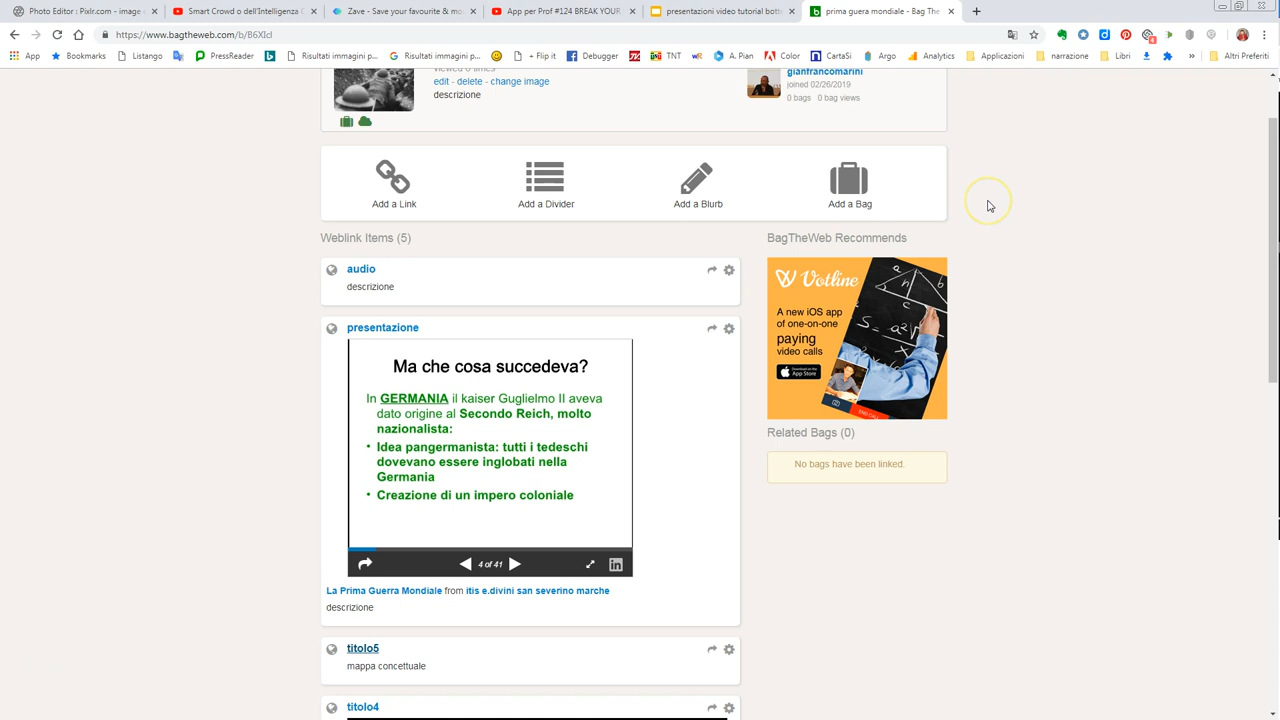 Photo Editor : Pixlr.com - image e
Smart Crowd o dell'Intelligenza C
Zave - Save your favourite & mo
App per Prof #124 BREAK YOUR
presentazioni video tutorial bott
prima guera mondiale - Bag The
https://www.bagtheweb.com/b/B6XIcl
App
Bookmarks
Listango
PressReader
Risultati immagini p
Risultati immagini p
+ Flip it
Debugger
TNT
A. Pian
Color
CartaSi
Argo
Analytics
Applicazioni
narrazione
Libri
Altri Preferiti
edit - delete - change image
descrizione
gianfrancomarini
joined 02/26/2019
0 bags 0 bag views
Add a Link
Add a Divider
Add a Blurb
Add a Bag
Weblink Items (5)
BagTheWeb Recommends
audio
descrizione
presentazione
Ma che cosa succedeva?
In GERMANIA il kaiser Guglielmo II aveva
dato origine al Secondo Reich, molto
nazionalista:
• Idea pangermanista: tutti i tedeschi
dovevano essere inglobati nella
Germania
• Creazione di un impero coloniale
4 of 41
La Prima Guerra Mondiale from itis e.divini san severino marche
descrizione
Votline
A new iOS app
of one-on-one
paying
video calls
App Store
END CALL
Related Bags (0)
No bags have been linked.
titolo5
mappa concettuale
titolo4